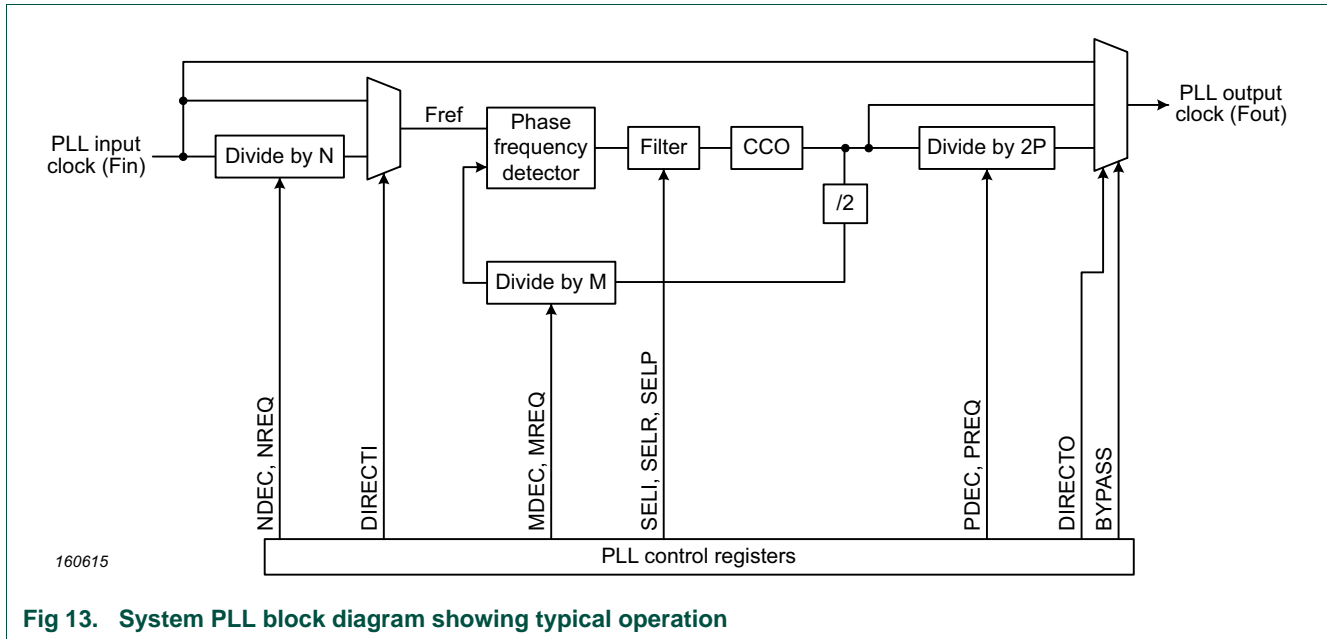 PLL input
clock (Fin)
Divide by N
Fref
Phase
frequency
detector
Filter
CCO
/2
Divide by 2P
PLL output
clock (Fout)
Divide by M
NDEC, NREQ
DIRECTI
MDEC, MREQ
SELI, SELR, SELP
PDEC, PREQ
DIRECTO
BYPASS
PLL control registers
160615
Fig 13. System PLL block diagram showing typical operation